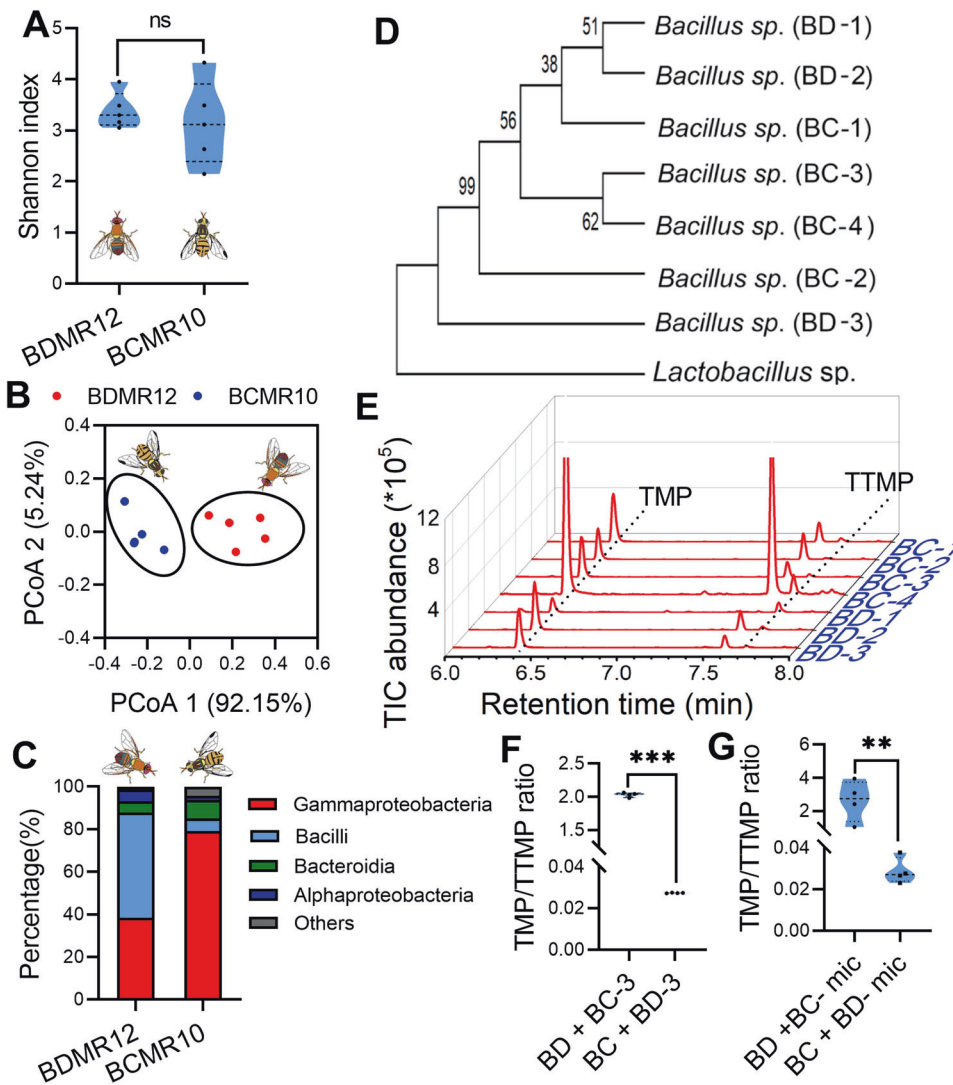 A
ns
Shannon index
5
4
3
2
1
0
BDMR12
BCMR10
B
BDMR12
BCMR10
PCoA 2 (5.24%)
0.4
0.2
0.0
-0.2
-0.4
-0.4 -0.2 0.0 0.2 0.4 0.6
PCoA 1 (92.15%)
C
Percentage(%)
100
80
60
40
20
0
BDMR12
BCMR10
Gammaproteobacteria
Bacilli
Bacteroidia
Alphaproteobacteria
Others
D
51
38
56
99
62
Bacillus sp. (BD-1)
Bacillus sp. (BD-2)
Bacillus sp. (BC-1)
Bacillus sp. (BC-3)
Bacillus sp. (BC-4)
Bacillus sp. (BC-2)
Bacillus sp. (BD-3)
Lactobacillus sp.
E
TIC abundance (*10⁵)
12
8
4
TMP
TTMP
BC-1
BC-2
BC-3
BC-4
BD-1
BD-2
BD-3
6.0 6.5 7.0 7.5 8.0
Retention time (min)
F
***
TMP/TTMP ratio
2.5
2.0
1.5
0.04
0.02
0.00
BD + BC-3
BC + BD-3
G
**
TMP/TTMP ratio
6
4
2
0.04
0.02
0.00
BD +BC- mic
BC + BD- mic